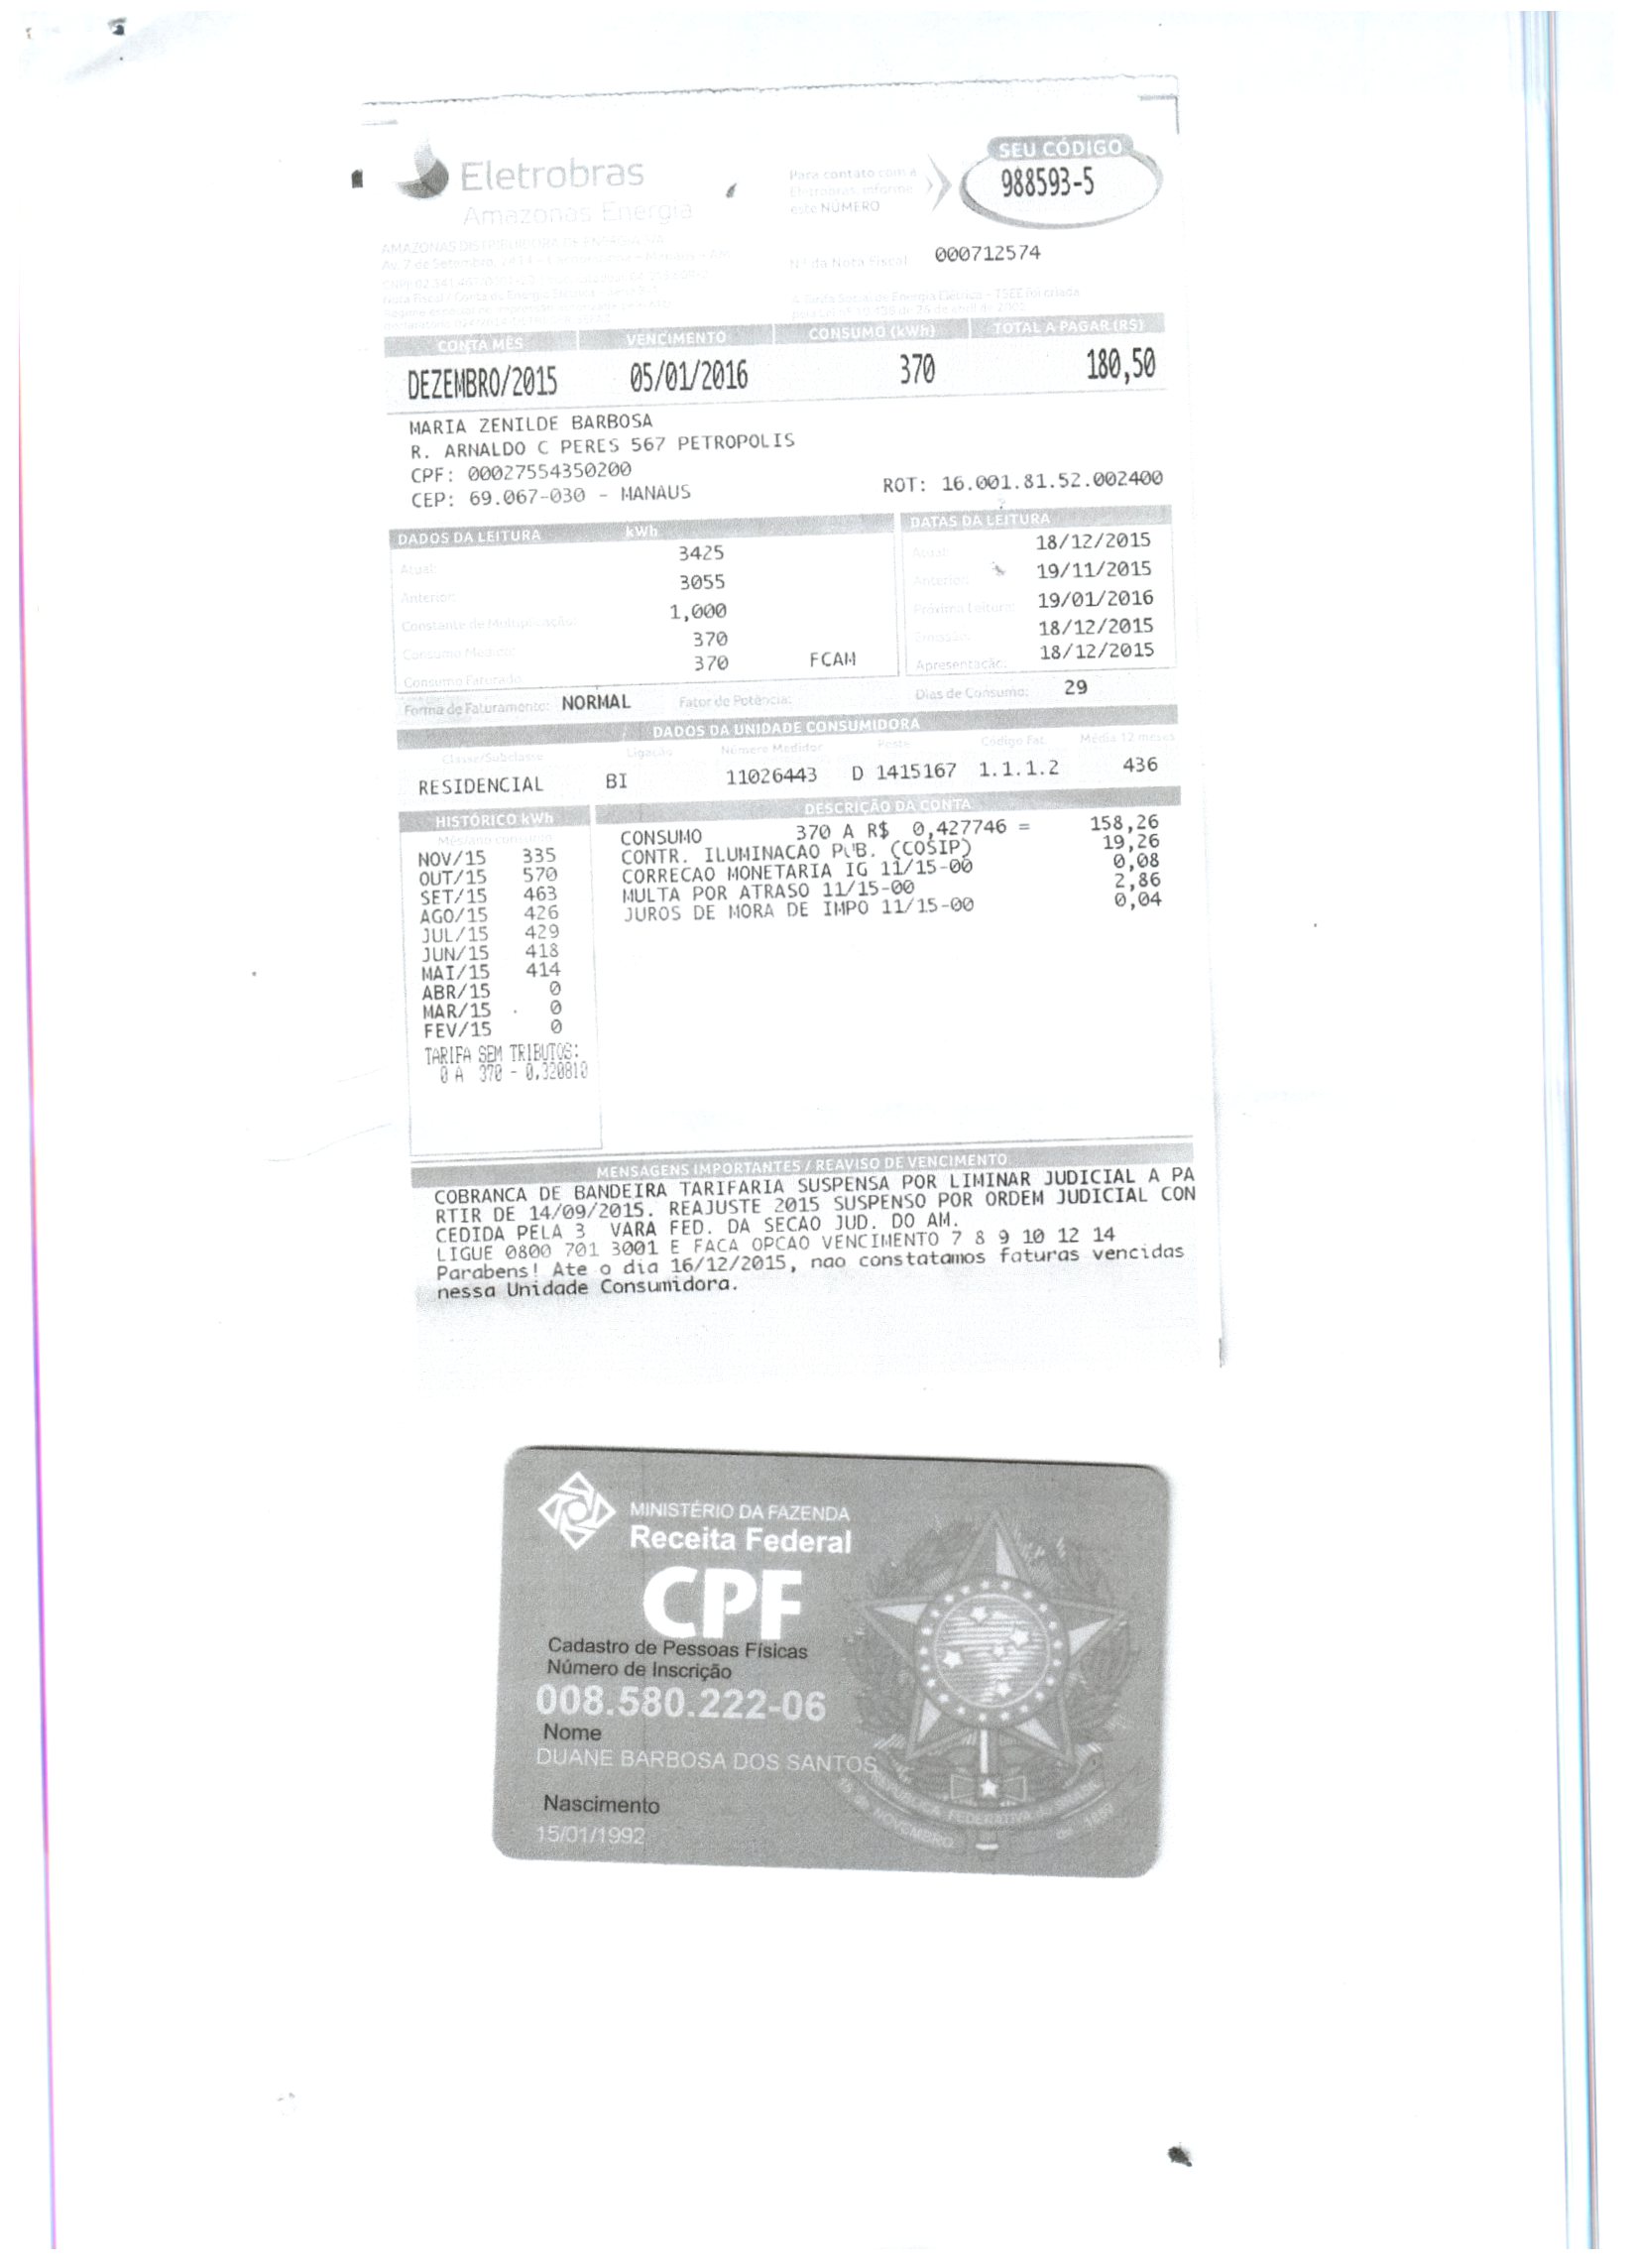 Eletrobras
Amazonas Energia
Para contato com a
Eletrobras, informe
este NÚMERO
SEU CÓDIGO
988593-5
AMAZONAS DISTRIBUIDORA DE ENERGIA S/A
Av. 7 de Setembro, 2414
Nº da Nota Fiscal: 000712574
A Tarifa Social de Energia Elétrica - TSEE foi criada
CONTA MÊS VENCIMENTO CONSUMO (kWh) TOTAL A PAGAR (R$)
DEZEMBRO/2015 05/01/2016 370 180,50
MARIA ZENILDE BARBOSA
R. ARNALDO C PERES 567 PETROPOLIS
CPF: 00027554350200
CEP: 69.067-030 - MANAUS ROT: 16.001.81.52.002400
DADOS DA LEITURA kWh
Atual: 3425
Anterior: 3055
Constante de Multiplicação: 1,000
Consumo Medido: 370
Consumo Faturado: 370 FCAM
DATAS DA LEITURA
Atual: 18/12/2015
Anterior: 19/11/2015
Próxima Leitura: 19/01/2016
Emissão: 18/12/2015
Apresentação: 18/12/2015
Forma de Faturamento: NORMAL Fator de Potência: Dias de Consumo: 29
DADOS DA UNIDADE CONSUMIDORA
Classe/Subclasse Ligação Número Medidor Poste Código Fat. Média 12 meses
RESIDENCIAL BI 11026443 D 1415167 1.1.1.2 436
HISTÓRICO kWh
Mês/ano consumo
NOV/15 335
OUT/15 570
SET/15 463
AGO/15 426
JUL/15 429
JUN/15 418
MAI/15 414
ABR/15 0
MAR/15 0
FEV/15 0
TARIFA SEM TRIBUTOS:
0 A 370 - 0,320810
DESCRIÇÃO DA CONTA
CONSUMO 370 A R$ 0,427746 = 158,26
CONTR. ILUMINACAO PUB. (COSIP) 19,26
CORRECAO MONETARIA IG 11/15-00 0,08
MULTA POR ATRASO 11/15-00 2,86
JUROS DE MORA DE IMPO 11/15-00 0,04
MENSAGENS IMPORTANTES / REAVISO DE VENCIMENTO
COBRANCA DE BANDEIRA TARIFARIA SUSPENSA POR LIMINAR JUDICIAL A PA
RTIR DE 14/09/2015. REAJUSTE 2015 SUSPENSO POR ORDEM JUDICIAL CON
CEDIDA PELA 3 VARA FED. DA SECAO JUD. DO AM.
LIGUE 0800 701 3001 E FACA OPCAO VENCIMENTO 7 8 9 10 12 14
Parabens! Ate o dia 16/12/2015, nao constatamos faturas vencidas
nessa Unidade Consumidora.
MINISTÉRIO DA FAZENDA
Receita Federal
CPF
Cadastro de Pessoas Físicas
Número de Inscrição
008.580.222-06
Nome
DUANE BARBOSA DOS SANTOS
Nascimento
15/01/1992
REPÚBLICA FEDERATIVA DO BRASIL
15 de NOVEMBRO de 1889